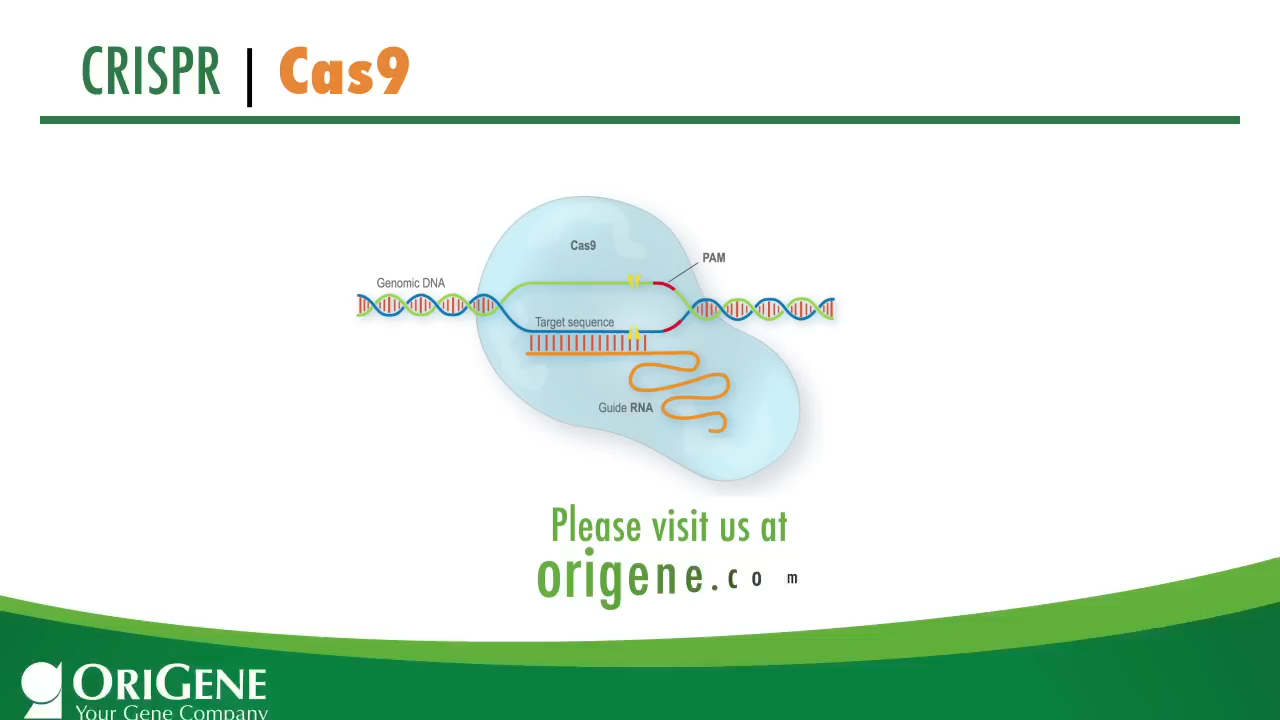 CRISPR | Cas9
Cas9
PAM
Genomic DNA
Target sequence
Guide RNA
Please visit us at
origene.com
ORIGENE
Your Gene Company